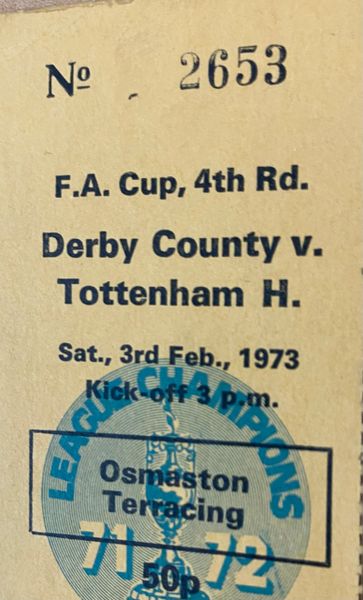 Nº 2653
F.A. Cup, 4th Rd.
Derby County v.
Tottenham H.
Sat., 3rd Feb., 1973
Kick-off 3 p.m.
LEAGUE CHAMPIONS
Osmaston
Terracing
71 72
50p